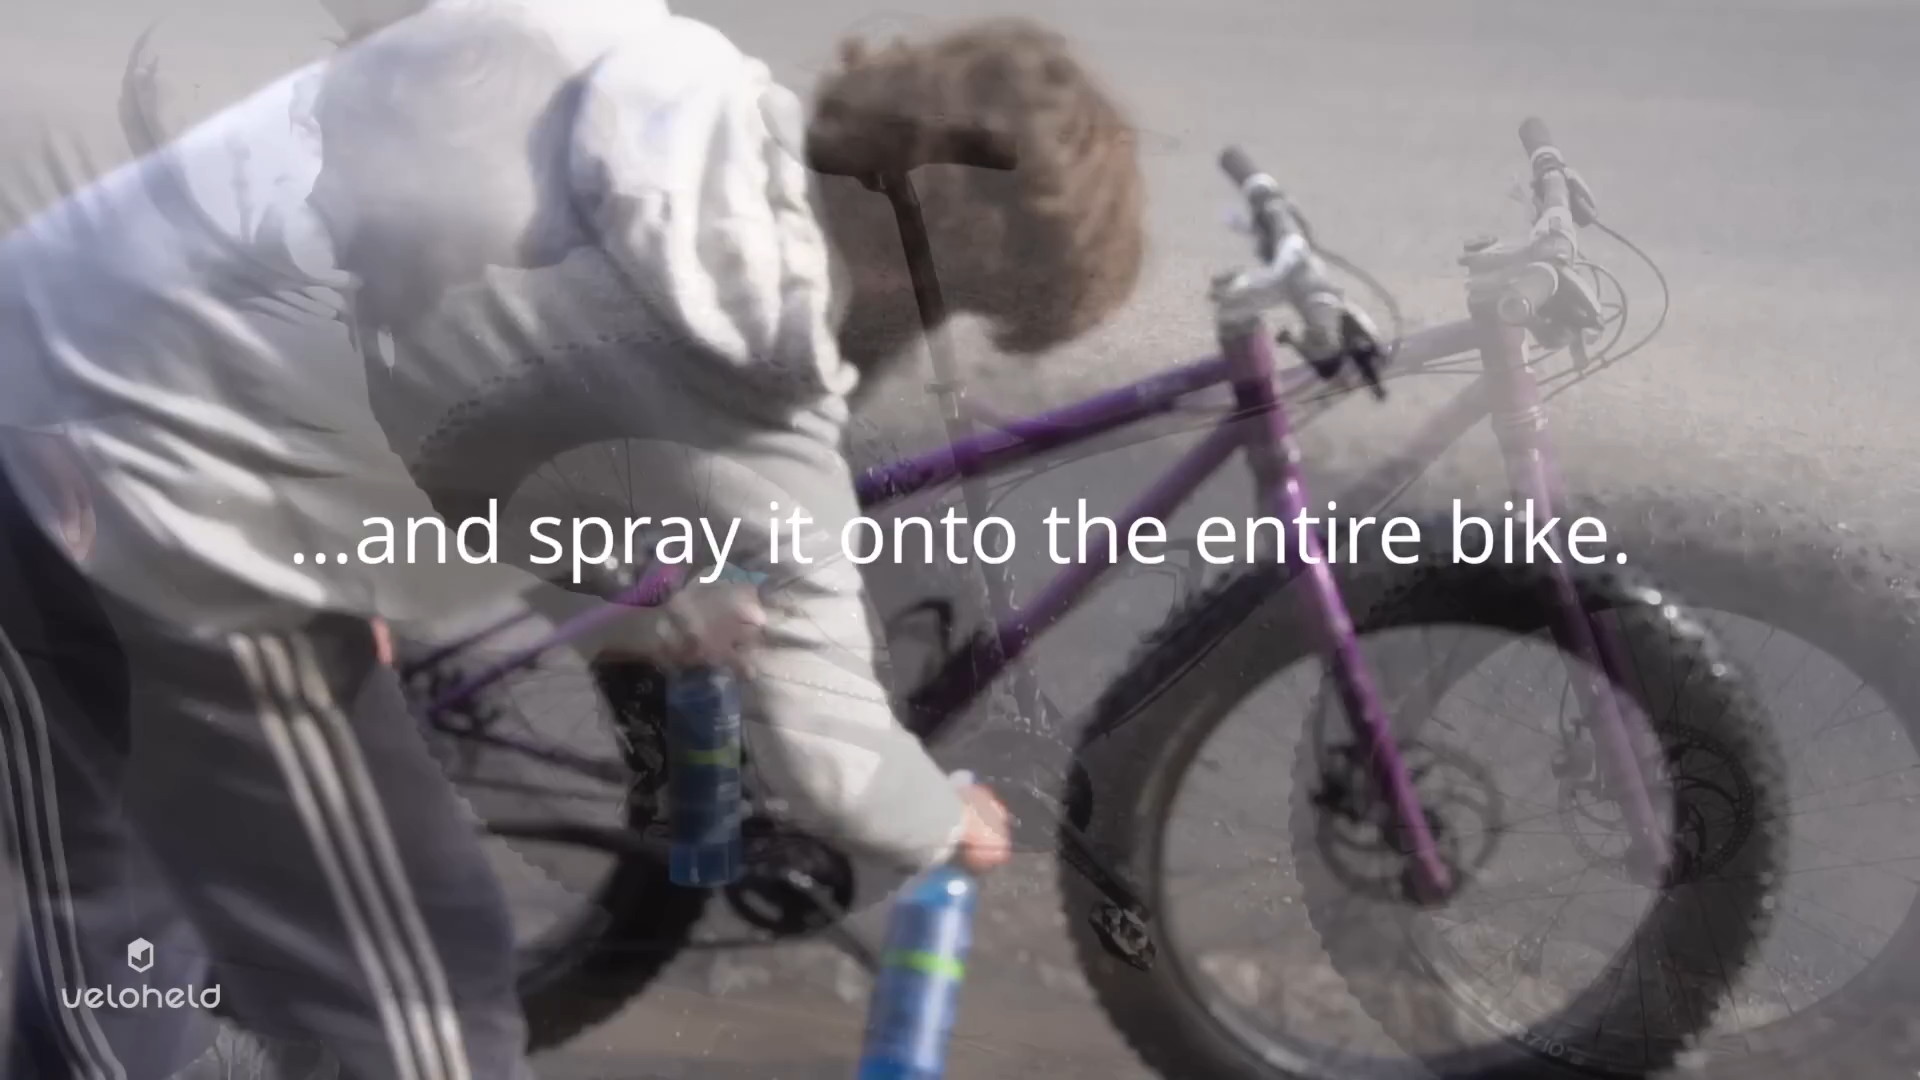 ...and spray it onto the entire bike.
veloheld